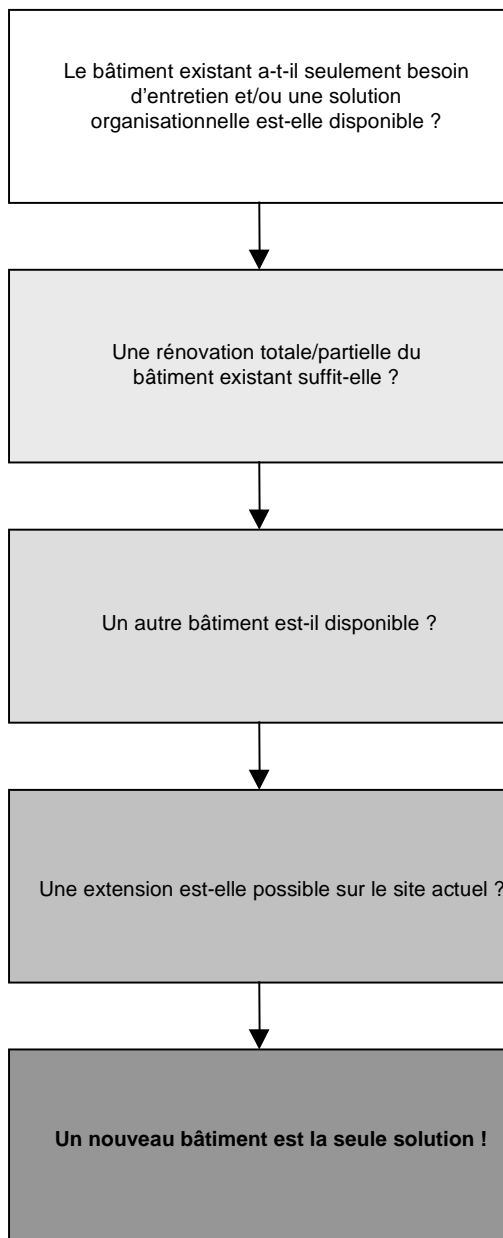 Le bâtiment existant a-t-il seulement besoin
d'entretien et/ou une solution
organisationnelle est-elle disponible ?
Une rénovation totale/partielle du
bâtiment existant suffit-elle ?
Un autre bâtiment est-il disponible ?
Une extension est-elle possible sur le site actuel ?
Un nouveau bâtiment est la seule solution !